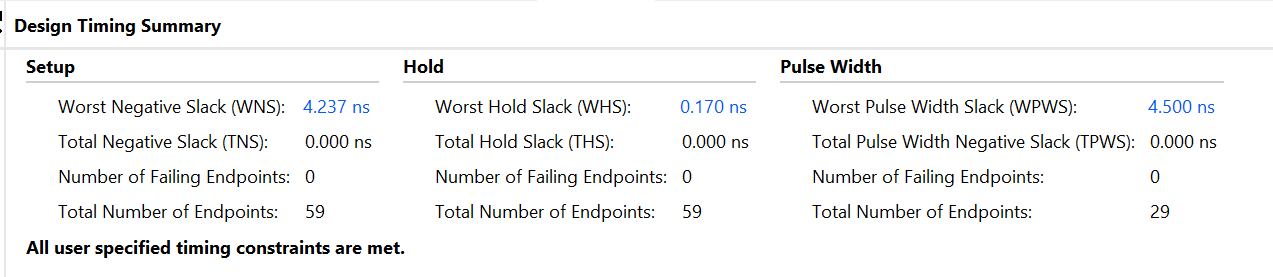 Design Timing Summary
Setup Hold Pulse Width
Worst Negative Slack (WNS): 4.237 ns Worst Hold Slack (WHS): 0.170 ns Worst Pulse Width Slack (WPWS): 4.500 ns
Total Negative Slack (TNS): 0.000 ns Total Hold Slack (THS): 0.000 ns Total Pulse Width Negative Slack (TPWS): 0.000 ns
Number of Failing Endpoints: 0 Number of Failing Endpoints: 0 Number of Failing Endpoints: 0
Total Number of Endpoints: 59 Total Number of Endpoints: 59 Total Number of Endpoints: 29
All user specified timing constraints are met.